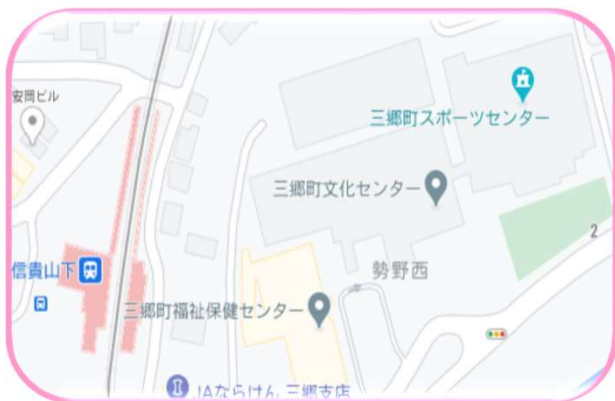 安岡ビル
三郷町スポーツセンター
三郷町文化センター
2
信貴山下
勢野西
三郷町福祉保健センター
JAならけん 三郷支店